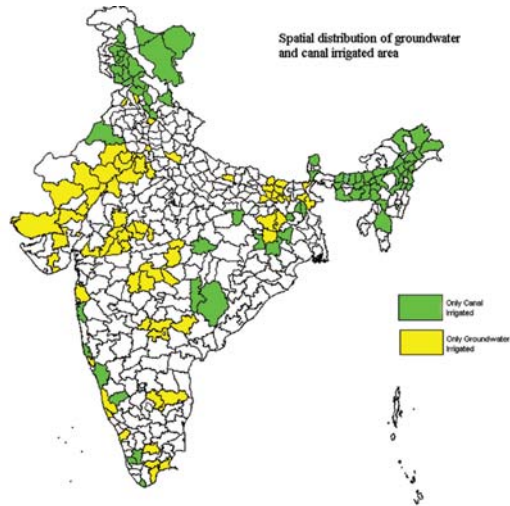 Spatial distribution of groundwater
and canal irrigated area
Only Canal
Irrigated
Only Groundwater
Irrigated